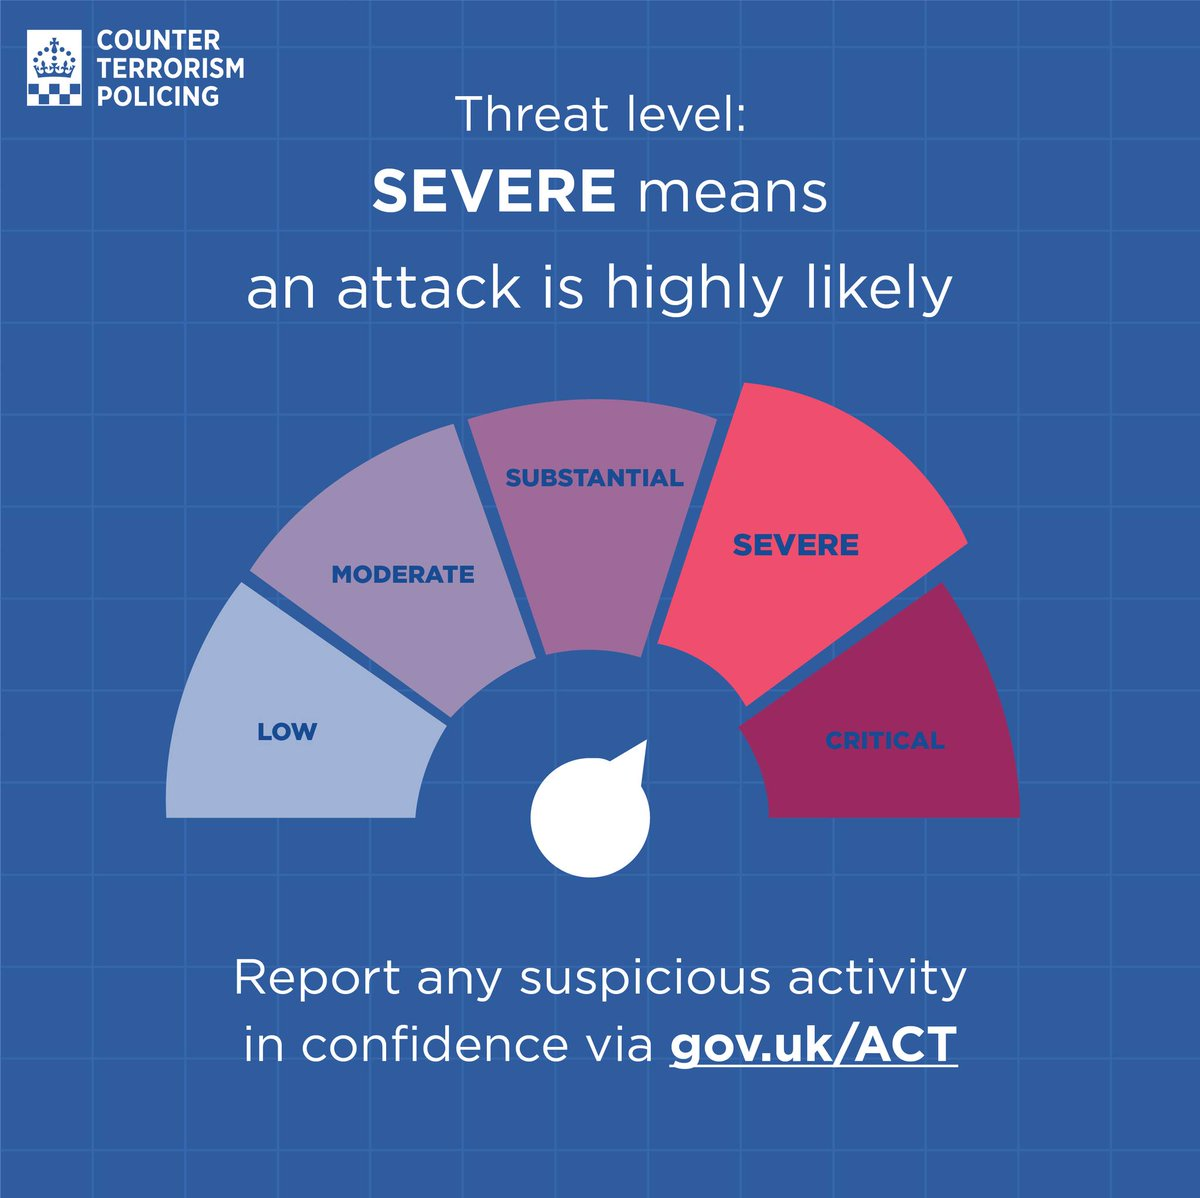 COUNTER
TERRORISM
POLICING
Threat level:
SEVERE means
an attack is highly likely
SUBSTANTIAL
SEVERE
MODERATE
LOW
CRITICAL
Report any suspicious activity
in confidence via gov.uk/ACT